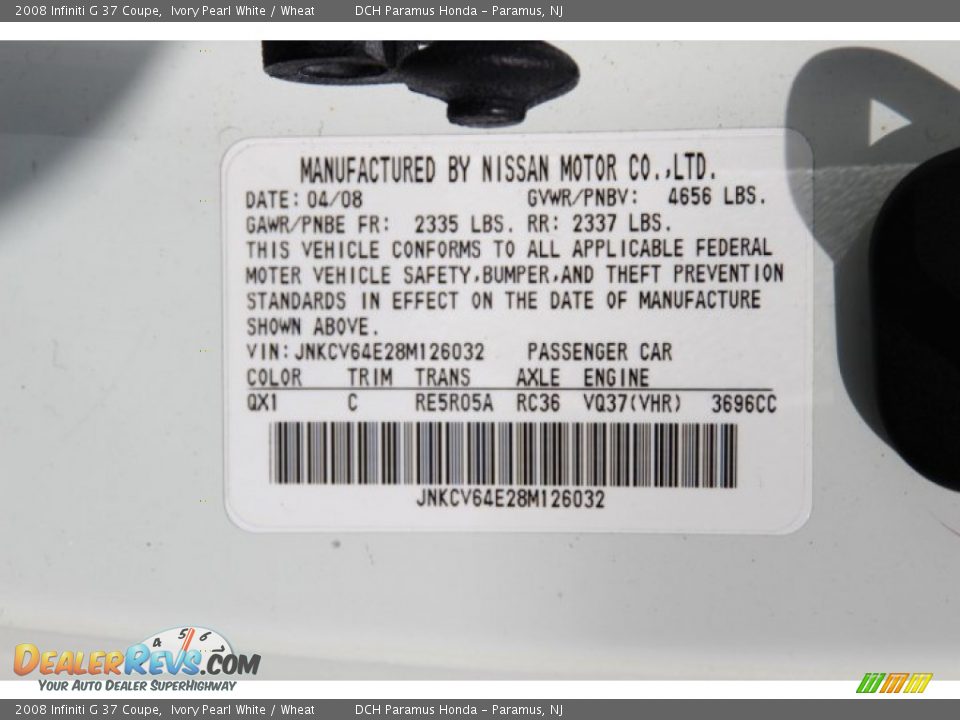 2008 Infiniti G 37 Coupe,  Ivory Pearl White / Wheat  DCH Paramus Honda – Paramus, NJ
MANUFACTURED BY NISSAN MOTOR CO.,LTD.
DATE: 04/08  GVWR/PNBV: 4656 LBS.
GAWR/PNBE FR: 2335 LBS. RR: 2337 LBS.
THIS VEHICLE CONFORMS TO ALL APPLICABLE FEDERAL
MOTER VEHICLE SAFETY,BUMPER,AND THEFT PREVENTION
STANDARDS IN EFFECT ON THE DATE OF MANUFACTURE
SHOWN ABOVE.
VIN: JNKCV64E28M126032  PASSENGER CAR
COLOR  TRIM  TRANS  AXLE  ENGINE
QX1  C  RE5R05A  RC36  VQ37(VHR)  3696CC
JNKCV64E28M126032
4 5 6
DealerRevs.com
Your Auto Dealer SuperHighway
2008 Infiniti G 37 Coupe,  Ivory Pearl White / Wheat  DCH Paramus Honda – Paramus, NJ